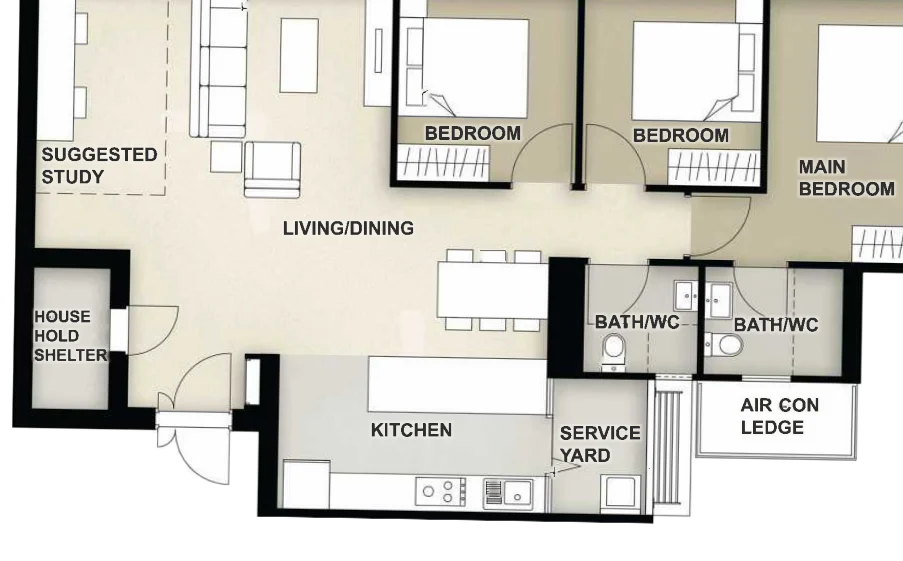 BEDROOM
BEDROOM
SUGGESTED
STUDY
MAIN
BEDROOM
LIVING/DINING
HOUSE
HOLD
SHELTER
BATH/WC
BATH/WC
AIR CON
LEDGE
KITCHEN
SERVICE
YARD